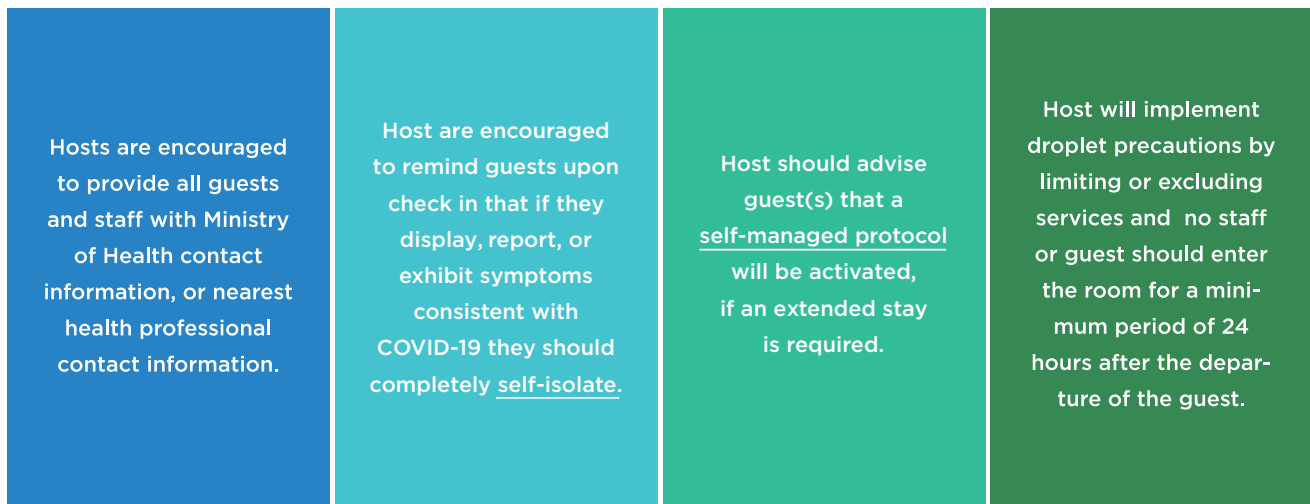 Hosts are encouraged
to provide all guests
and staff with Ministry
of Health contact
information, or nearest
health professional
contact information.
Host are encouraged
to remind guests upon
check in that if they
display, report, or
exhibit symptoms
consistent with
COVID-19 they should
completely self-isolate.
Host should advise
guest(s) that a
self-managed protocol
will be activated,
if an extended stay
is required.
Host will implement
droplet precautions by
limiting or excluding
services and  no staff
or guest should enter
the room for a mini-
mum period of 24
hours after the depar-
ture of the guest.